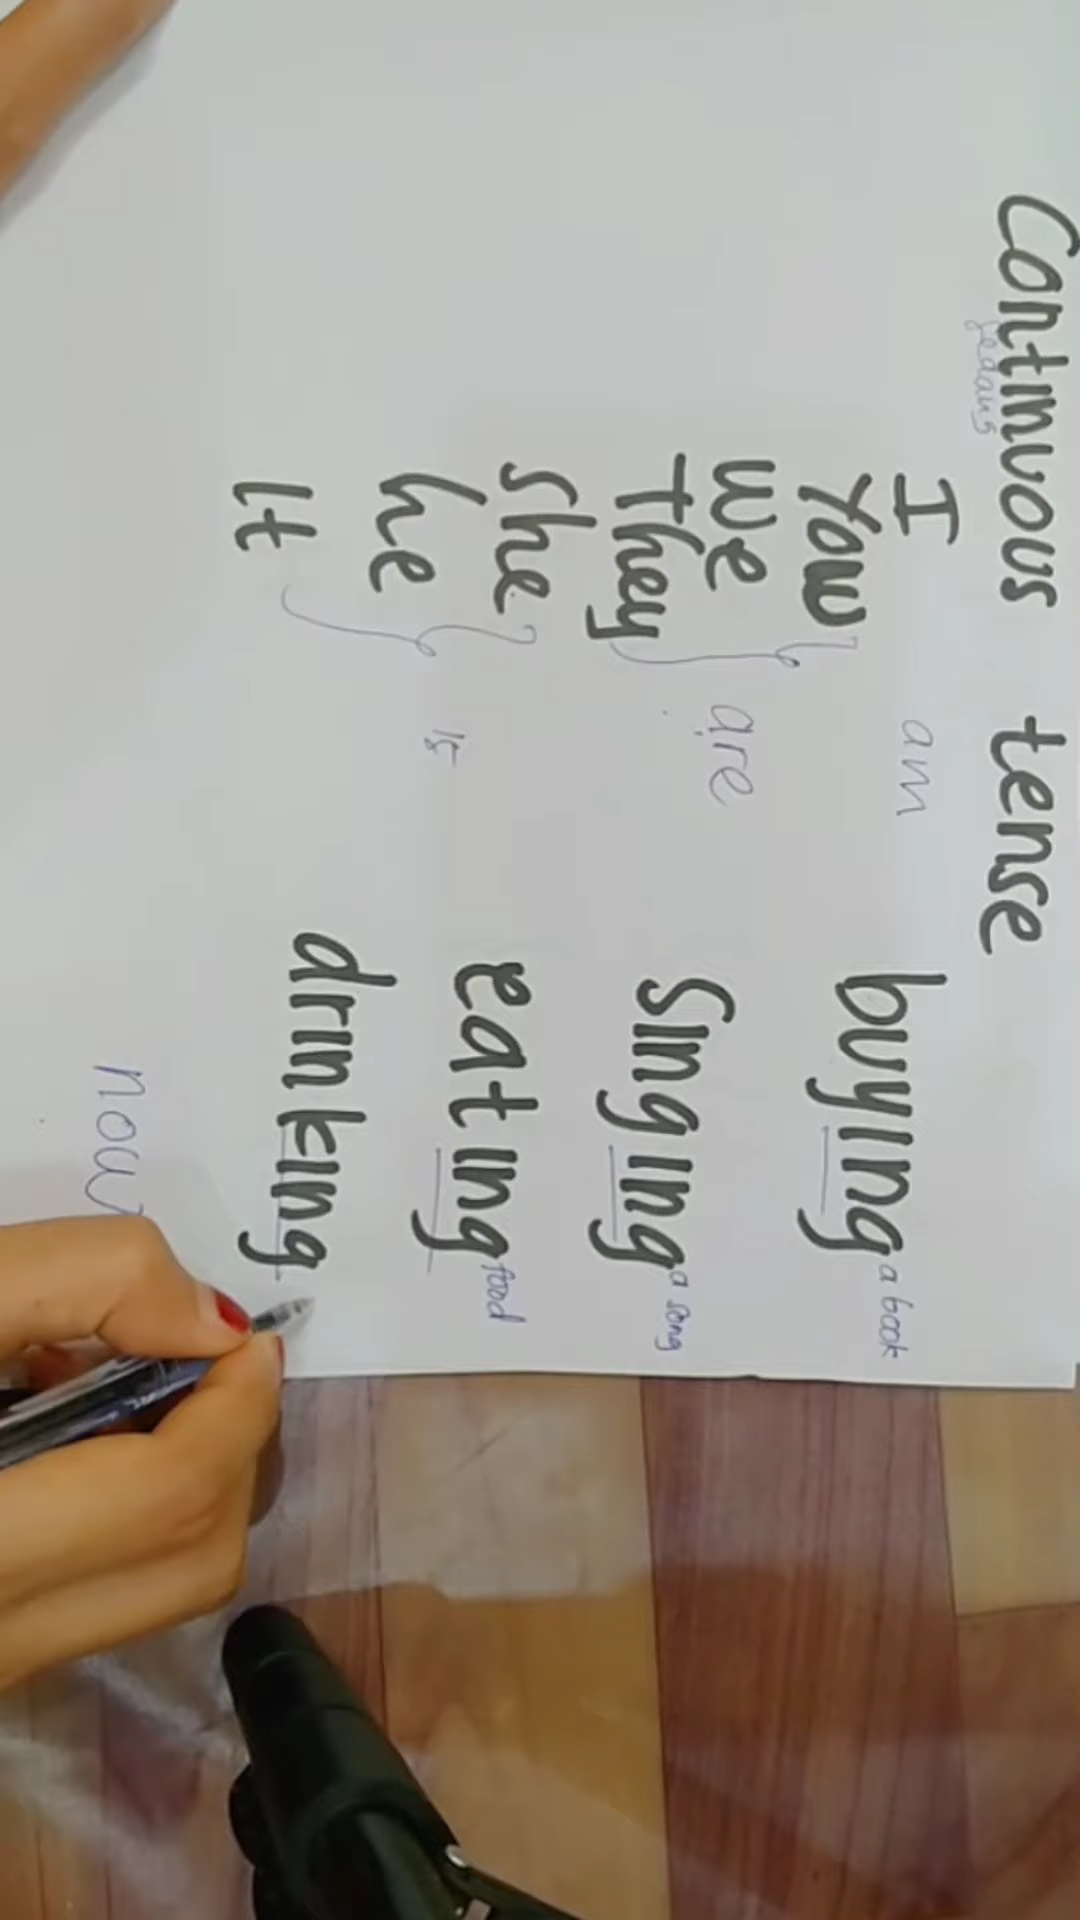 Continuous tense
sedang
I am buying a book
You
we are singing a song
They
she eating food
he is
It drinking
now